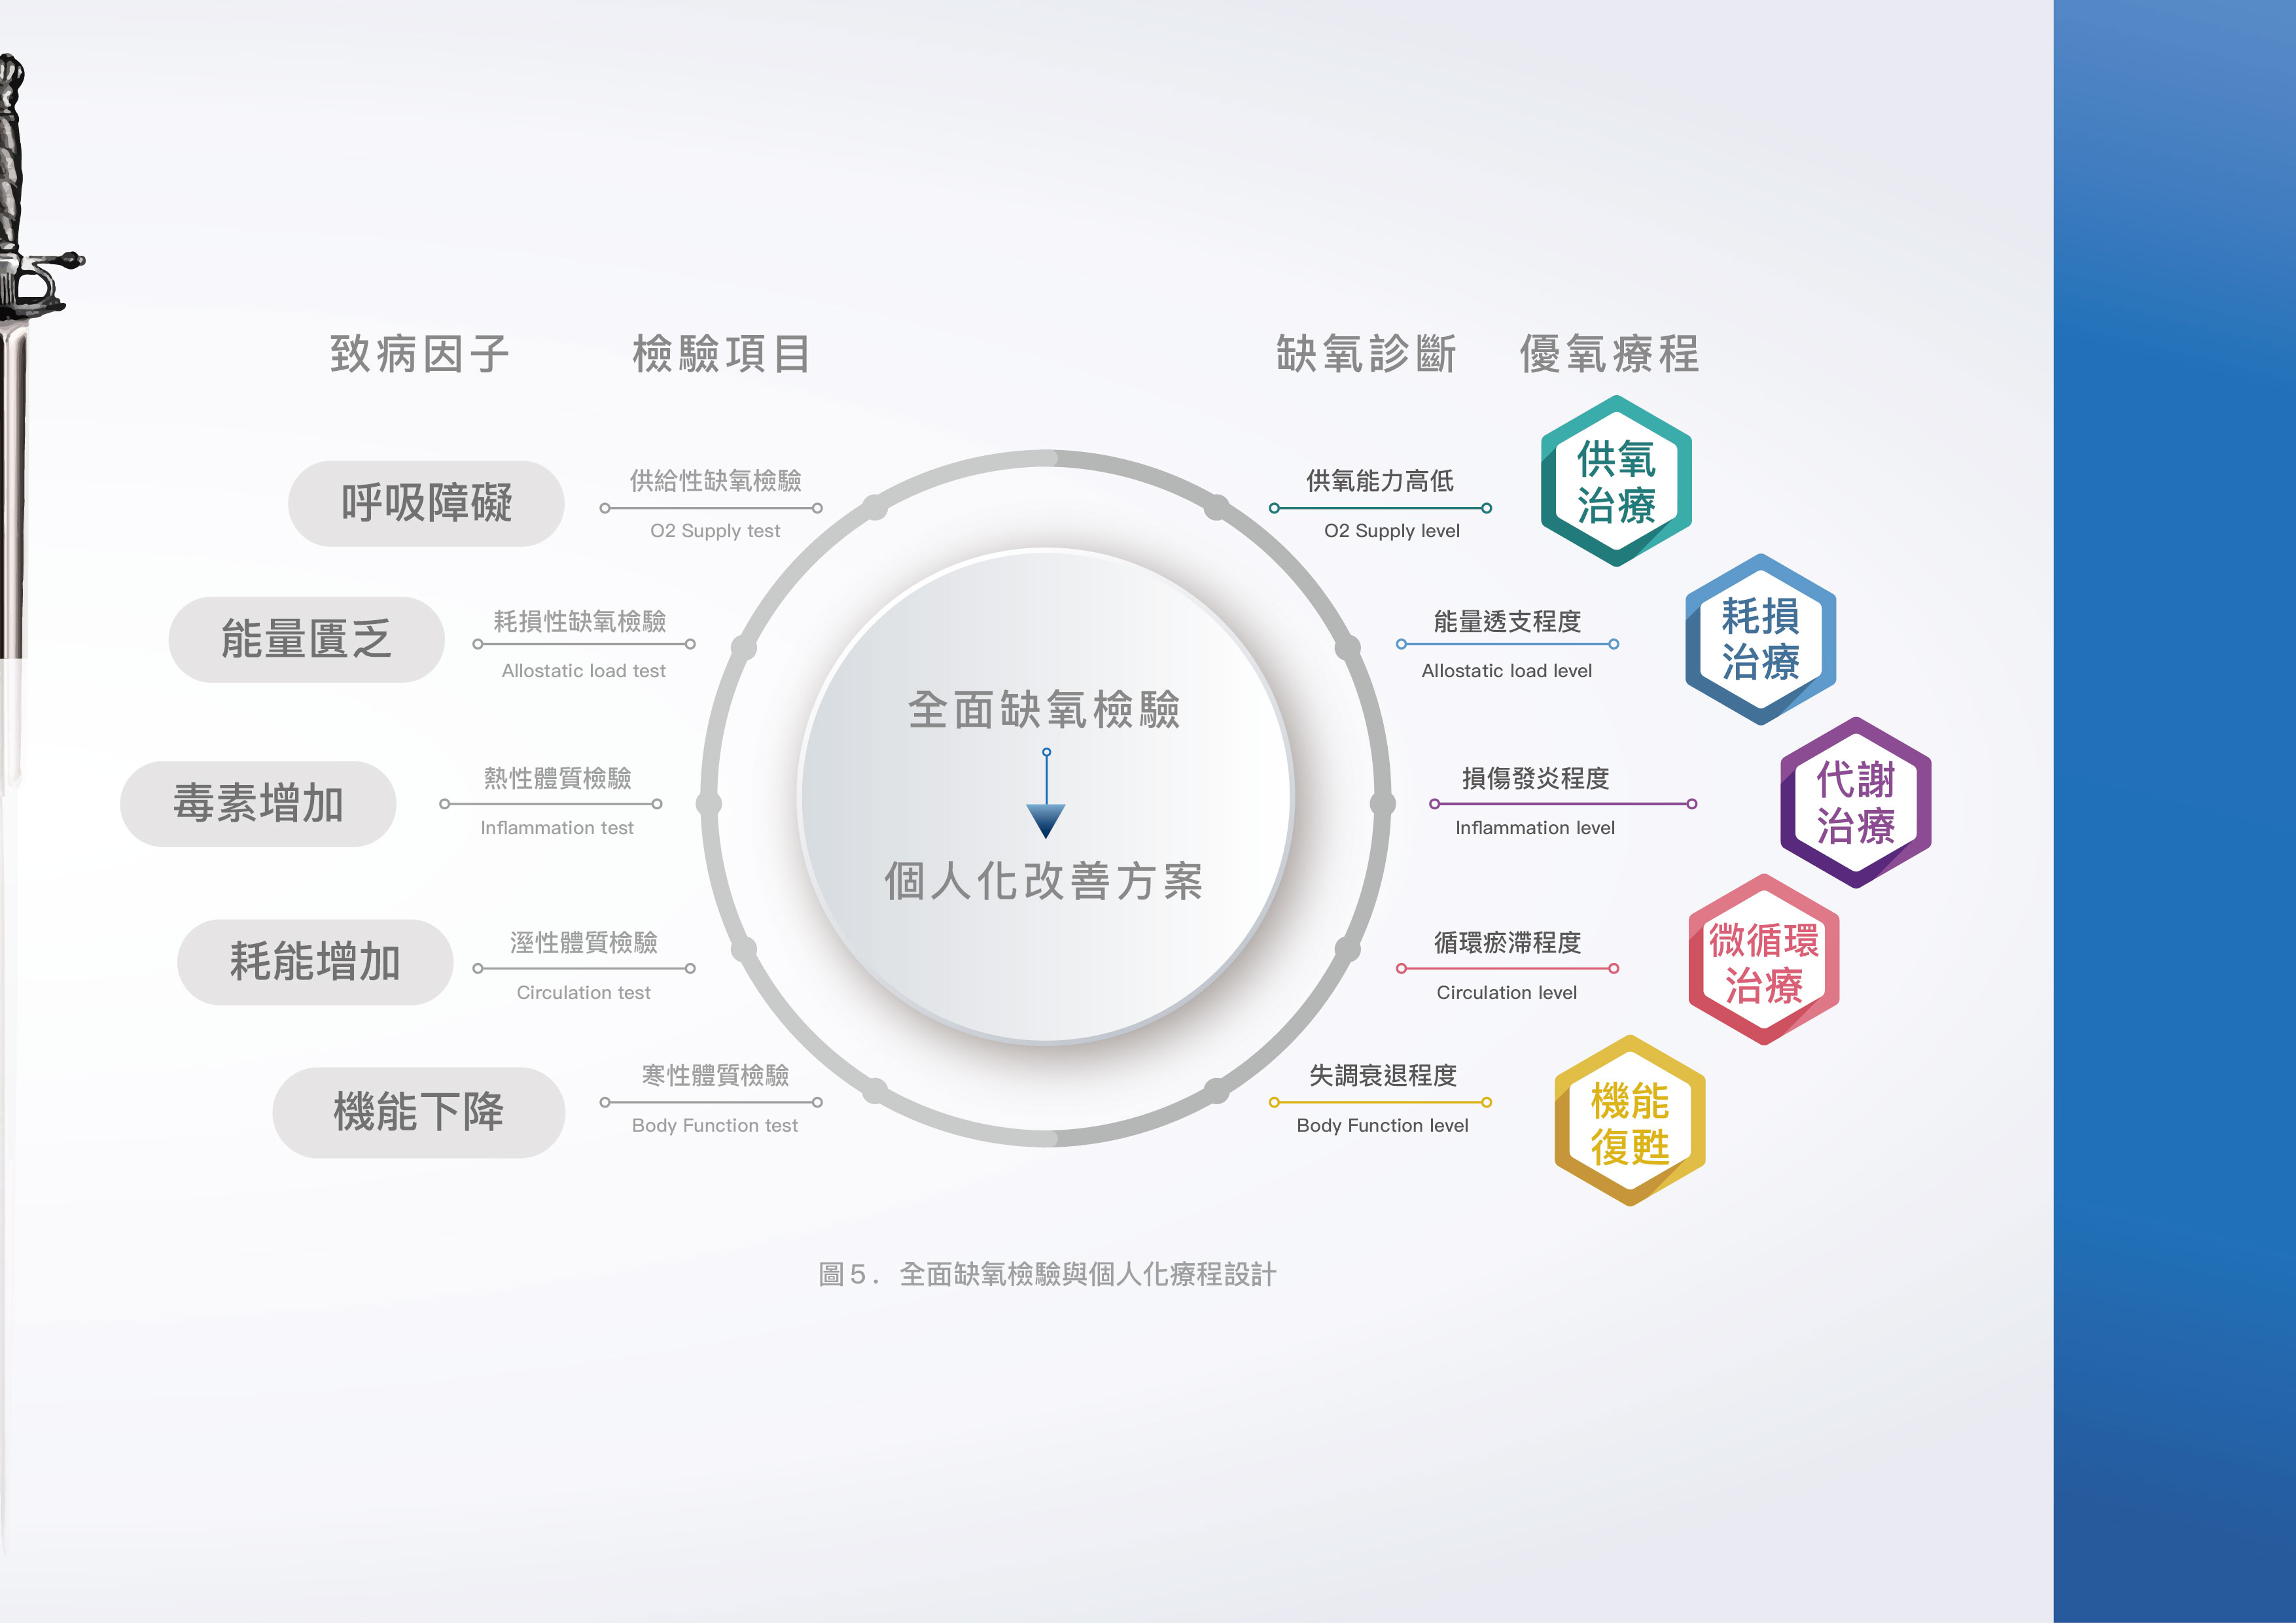 致病因子
檢驗項目
缺氧診斷
優氧療程
呼吸障礙
供給性缺氧檢驗
O2 Supply test
供氧能力高低
O2 Supply level
供氧
治療
能量匱乏
耗損性缺氧檢驗
Allostatic load test
能量透支程度
Allostatic load level
耗損
治療
毒素增加
熱性體質檢驗
Inflammation test
損傷發炎程度
Inflammation level
代謝
治療
耗能增加
溼性體質檢驗
Circulation test
循環瘀滯程度
Circulation level
微循環
治療
機能下降
寒性體質檢驗
Body Function test
失調衰退程度
Body Function level
機能
復甦
全面缺氧檢驗
個人化改善方案
圖5. 全面缺氧檢驗與個人化療程設計